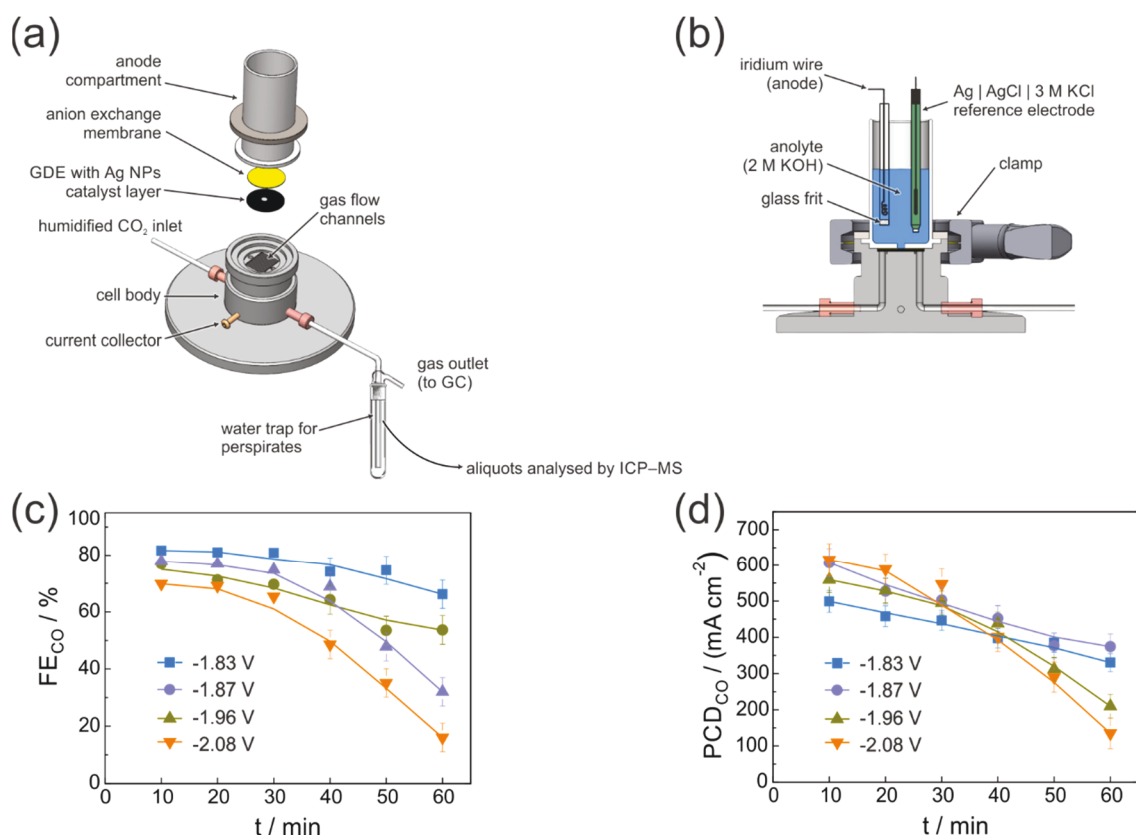 (a)
anode
compartment
anion exchange
membrane
GDE with Ag NPs
catalyst layer
gas flow
channels
humidified CO₂ inlet
cell body
current collector
gas outlet
(to GC)
water trap for
perspirates
aliquots analysed by ICP–MS
(b)
iridium wire
(anode)
Ag | AgCl | 3 M KCl
reference electrode
anolyte
(2 M KOH)
clamp
glass frit
(c)
FE_CO / %
100
80
60
40
20
0
-1.83 V
-1.87 V
-1.96 V
-2.08 V
10 20 30 40 50 60
t / min
(d)
PCD_CO / (mA cm⁻²)
700
600
500
400
300
200
100
0
-1.83 V
-1.87 V
-1.96 V
-2.08 V
10 20 30 40 50 60
t / min